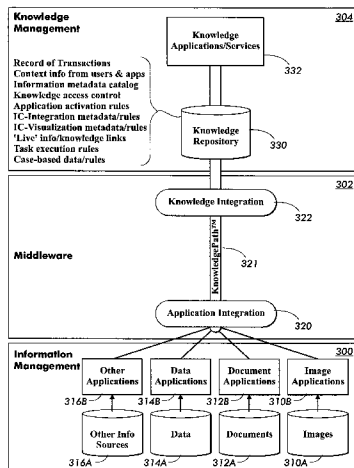 Knowledge
Management
304
Knowledge
Applications/Services
332
Record of Transactions
Context info from users & apps
Information metadata catalog
Knowledge access control
Application activation rules
IC-Integration metadata/rules
IC-Visualization metadata/rules
'Live' info/knowledge links
Task execution rules
Case-based data/rules
Knowledge
Repository
330
302
Knowledge Integration
322
KnowledgePath™
321
Middleware
Application Integration
320
Information
Management
300
Other
Applications
Data
Applications
Document
Applications
Image
Applications
316B
314B
312B
310B
Other Info
Sources
Data
Documents
Images
316A
314A
312A
310A